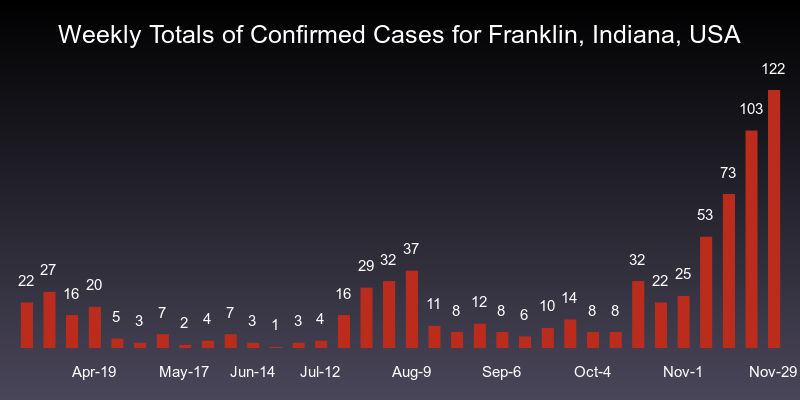 Weekly Totals of Confirmed Cases for Franklin, Indiana, USA
22 27 16 20 5 3 7 2 4 7 3 1 3 4 16 29 32 37 11 8 12 8 6 10 14 8 8 32 22 25 53 73 103 122
Apr-19 May-17 Jun-14 Jul-12 Aug-9 Sep-6 Oct-4 Nov-1 Nov-29